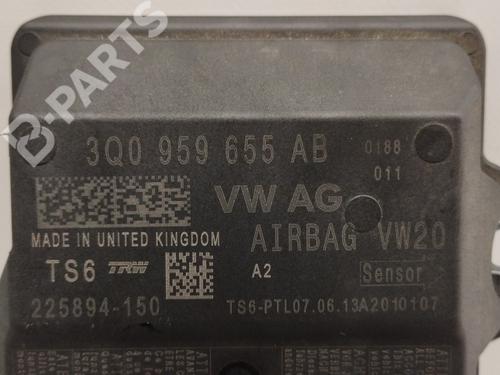 B-PARTS
3Q0 959 655 AB
0188
011
VW AG
MADE IN UNITED KINGDOM
AIRBAG VW20
TS6 TRW
A2
Sensor
225894-150
TS6-PTL07.06.13A2010107